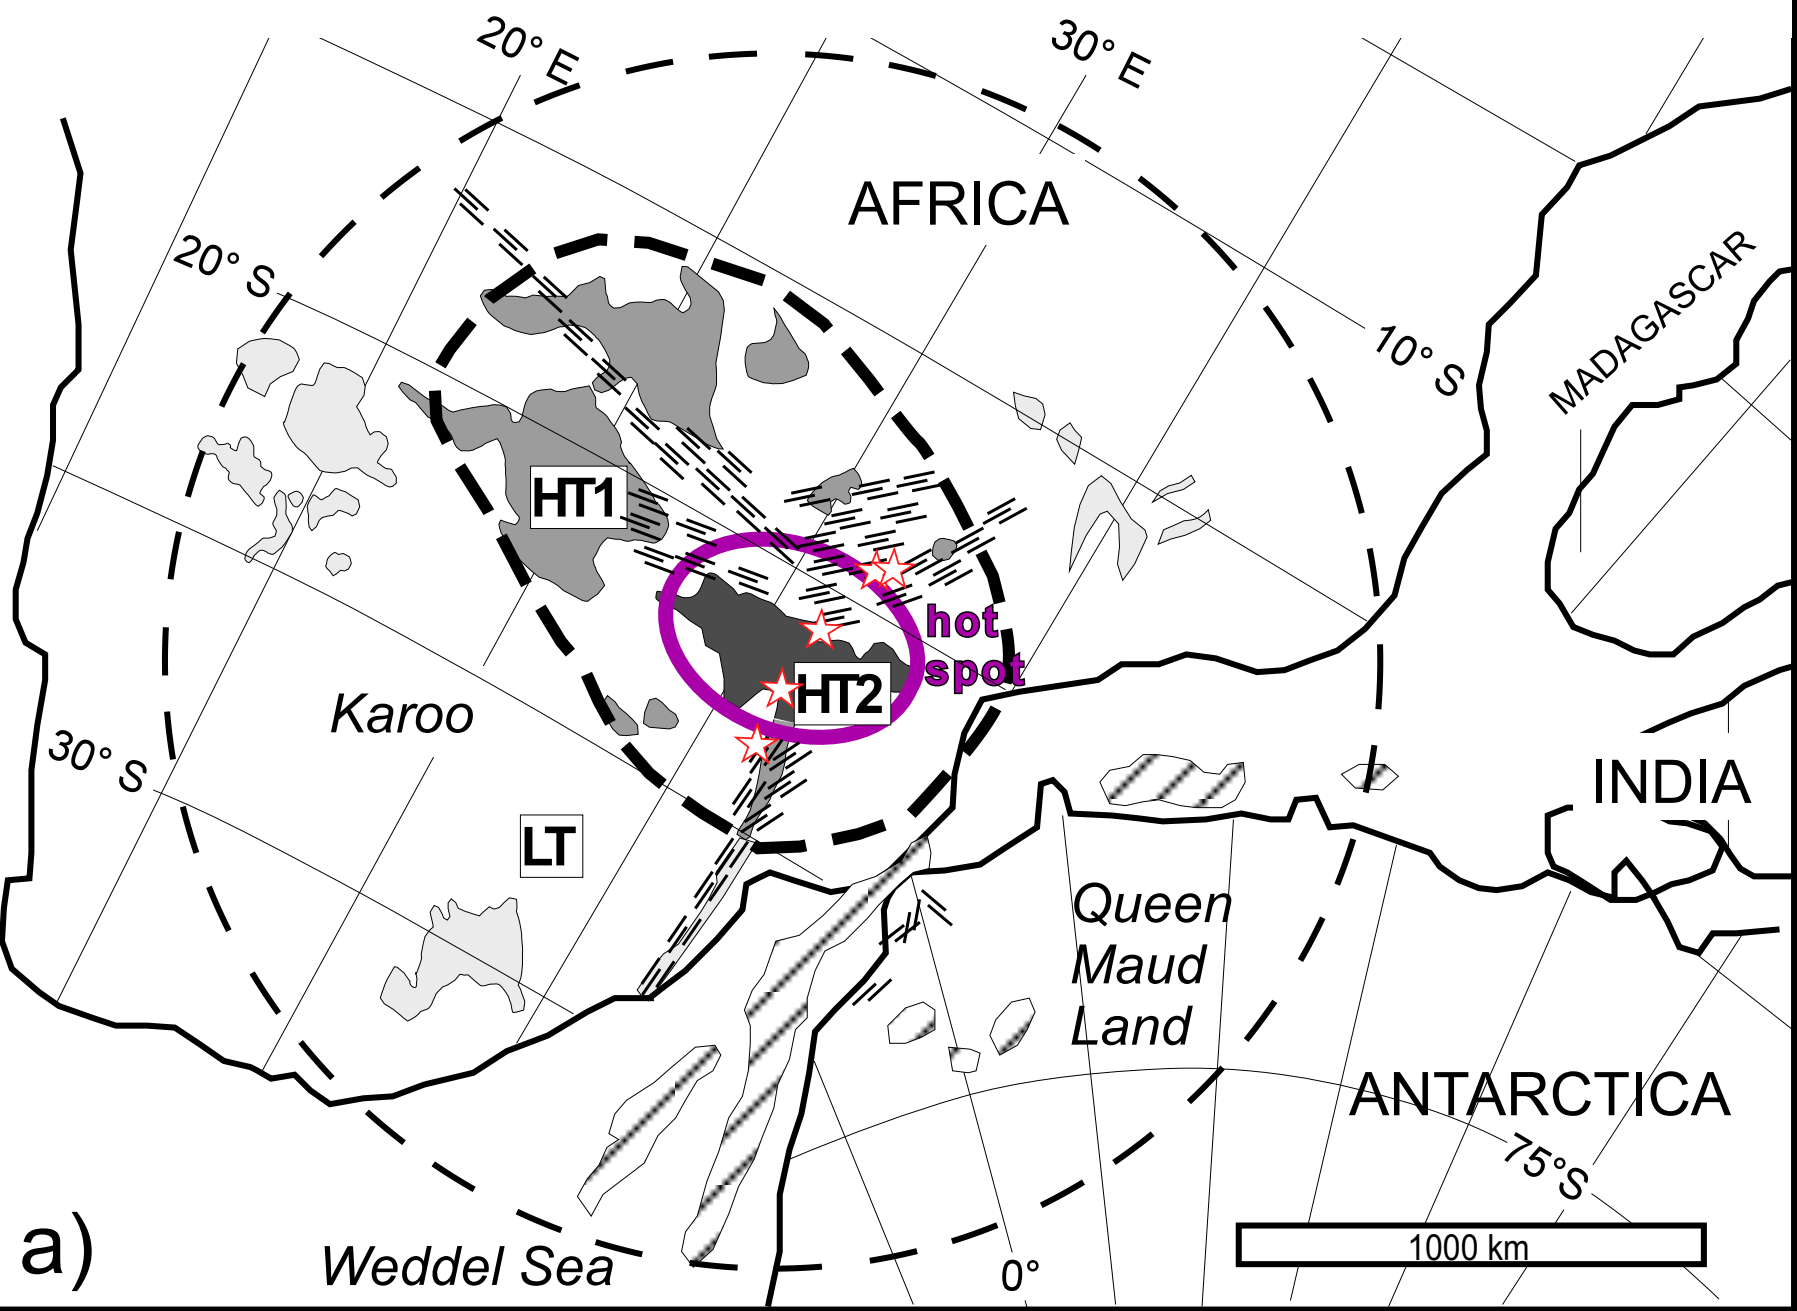 20° E
30° E
AFRICA
20° S
MADAGASCAR
10° S
HT1
hot
spot
HT2
Karoo
30° S
INDIA
LT
Queen
Maud
Land
ANTARCTICA
75°S
a)
Weddel Sea
0°
1000 km